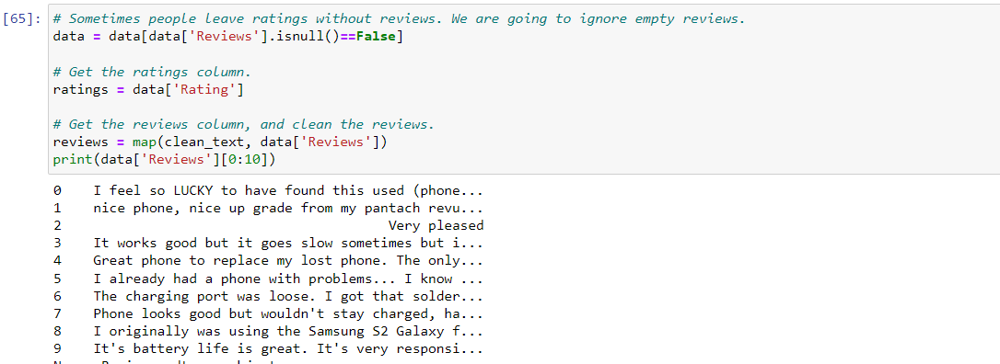 [65]: # Sometimes people leave ratings without reviews. We are going to ignore empty reviews.
data = data[data['Reviews'].isnull()==False]
# Get the ratings column.
ratings = data['Rating']
# Get the reviews column, and clean the reviews.
reviews = map(clean_text, data['Reviews'])
print(data['Reviews'][0:10])
0 I feel so LUCKY to have found this used (phone...
1 nice phone, nice up grade from my pantach revu...
2 Very pleased
3 It works good but it goes slow sometimes but i...
4 Great phone to replace my lost phone. The only...
5 I already had a phone with problems... I know ...
6 The charging port was loose. I got that solder...
7 Phone looks good but wouldn't stay charged, ha...
8 I originally was using the Samsung S2 Galaxy f...
9 It's battery life is great. It's very responsi...